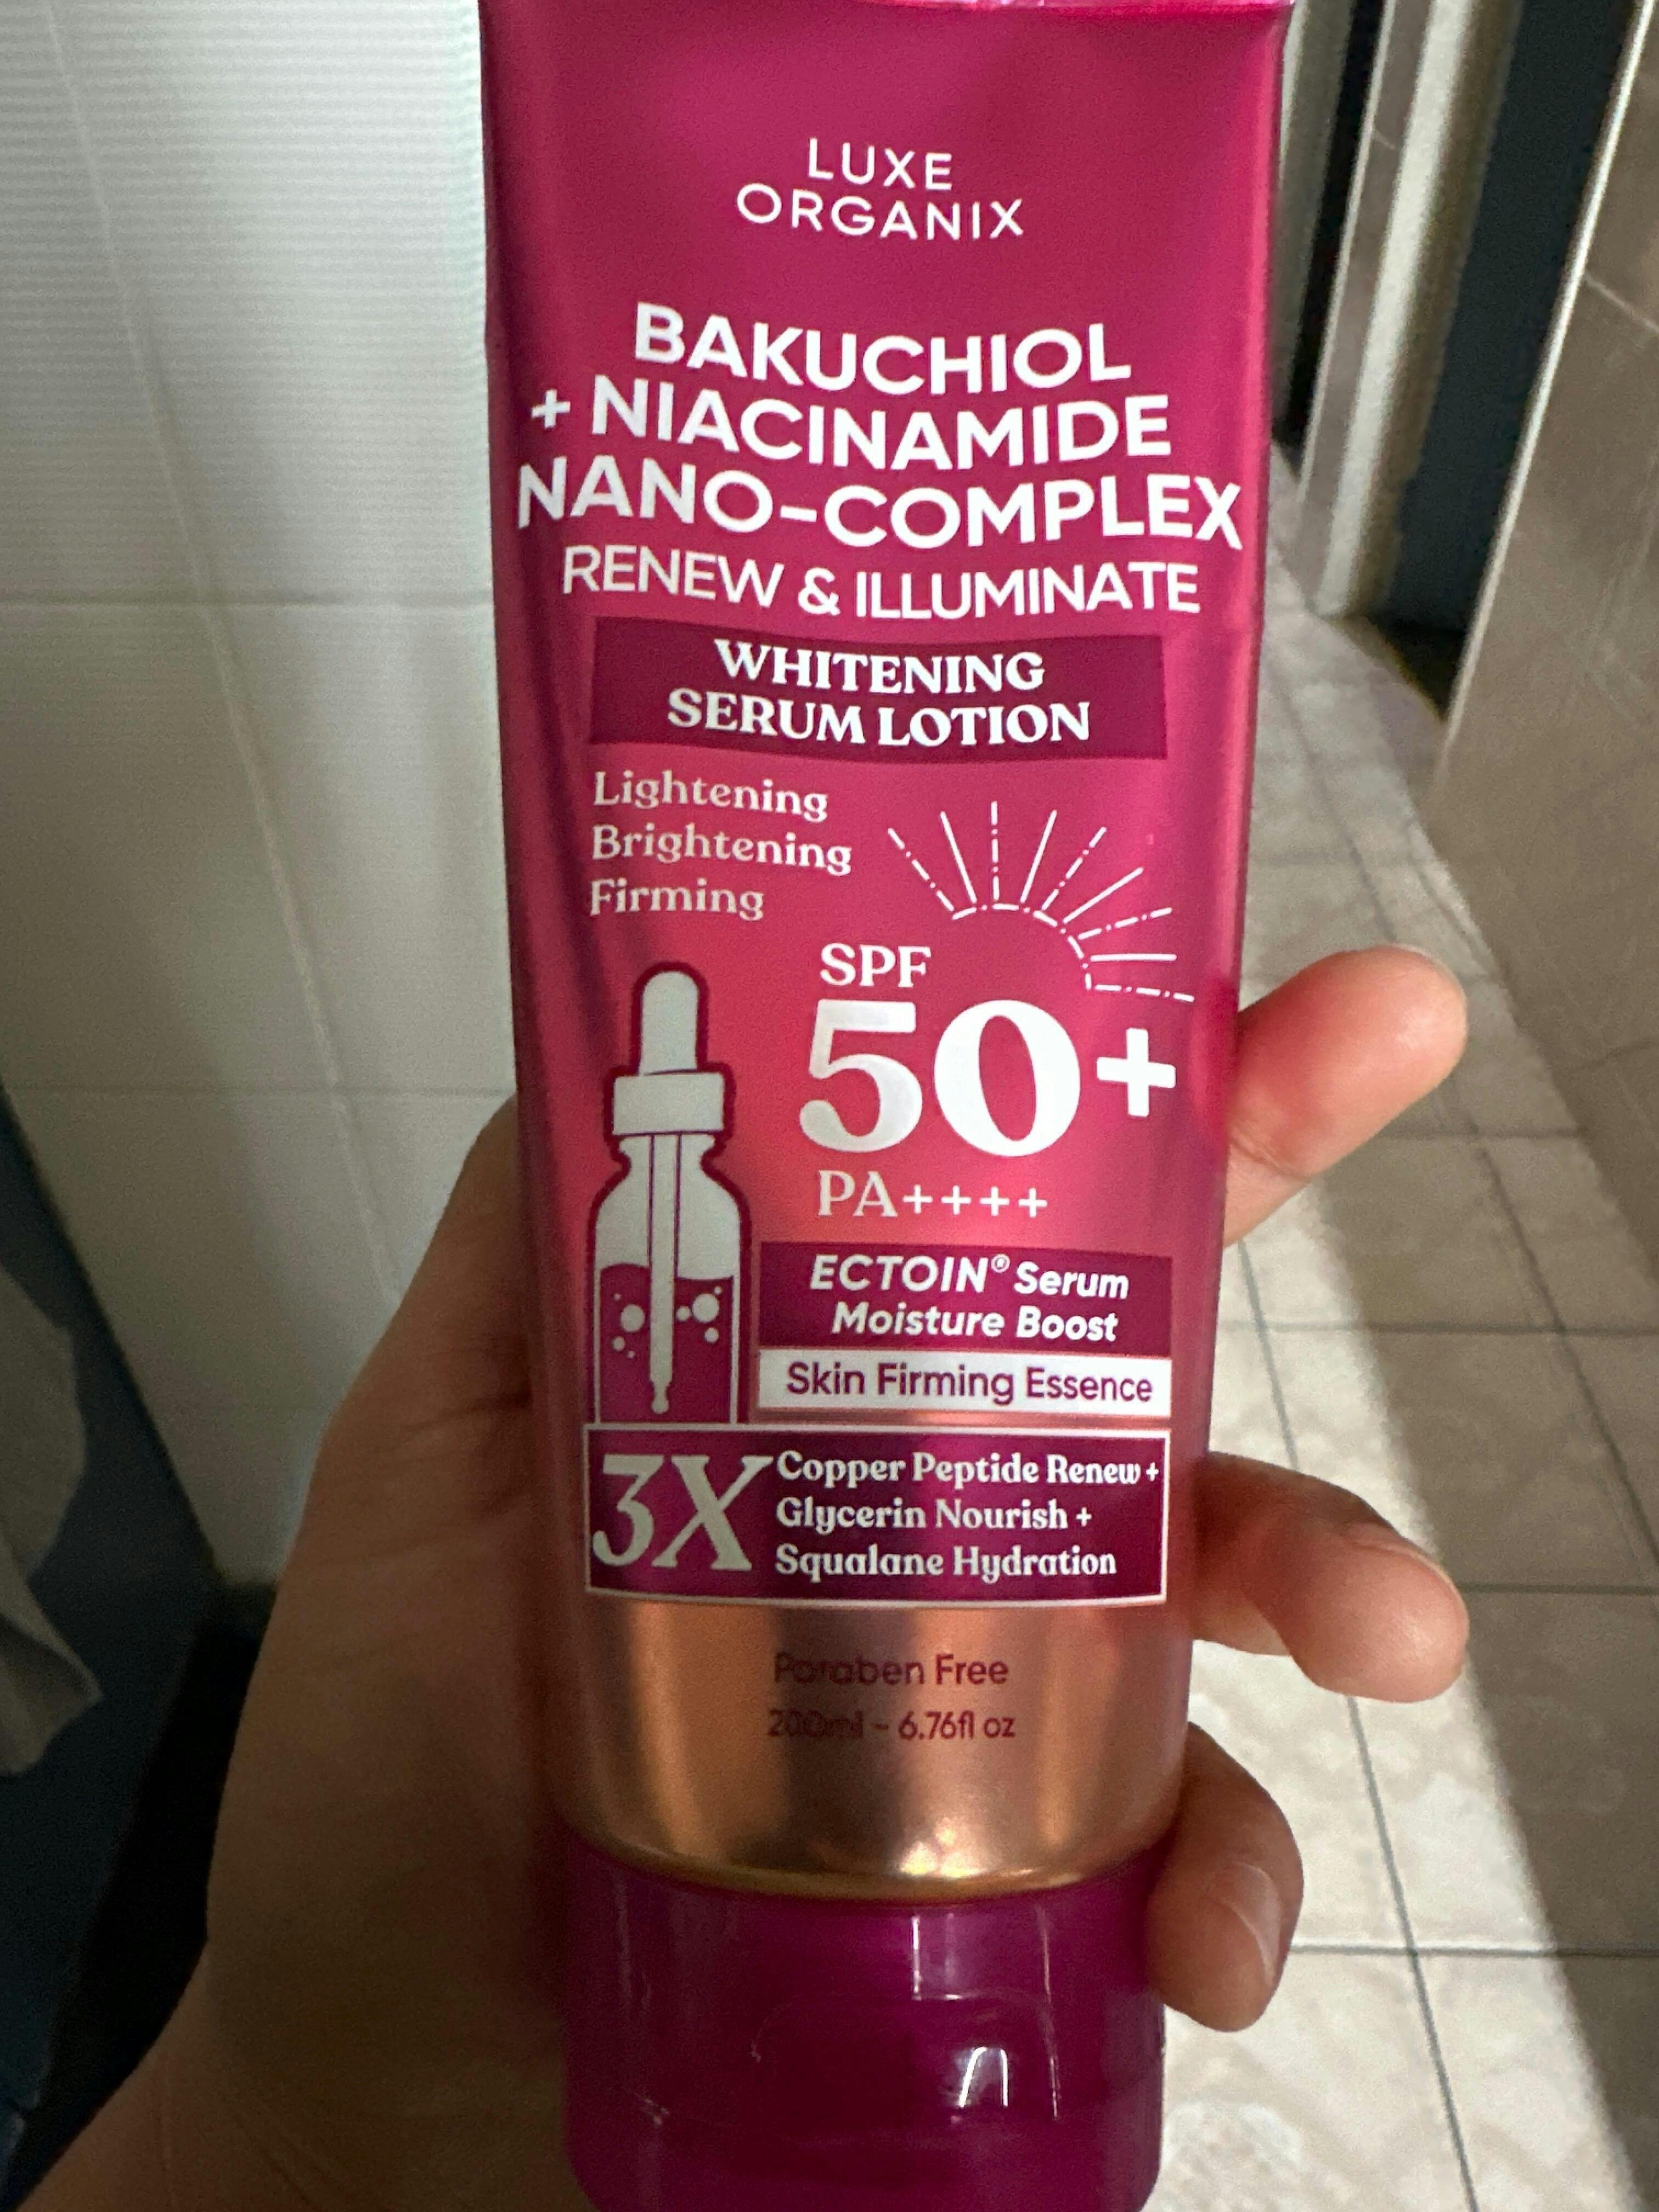 LUXE
ORGANIX
BAKUCHIOL
+ NIACINAMIDE
NANO-COMPLEX
RENEW & ILLUMINATE
WHITENING
SERUM LOTION
Lightening
Brightening
Firming
SPF
50+
PA++++
ECTOIN® Serum
Moisture Boost
Skin Firming Essence
3X
Copper Peptide Renew +
Glycerin Nourish +
Squalane Hydration
Paraben Free
200ml - 6.76fl oz